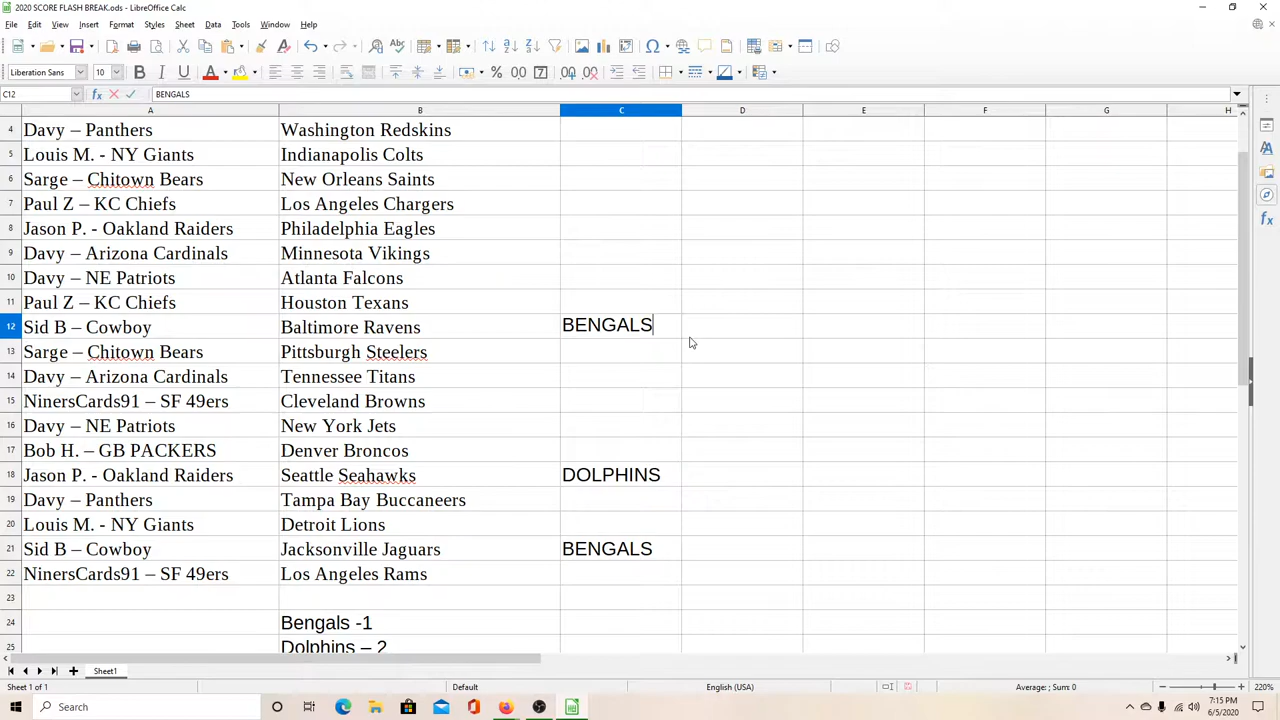 2020 SCORE FLASH BREAK.ods - LibreOffice Calc
File Edit View Insert Format Styles Sheet Data Tools Window Help
Liberation Sans 10
C12 BENGALS
A B C D E F G H
4 Davy – Panthers Washington Redskins
5 Louis M. - NY Giants Indianapolis Colts
6 Sarge – Chitown Bears New Orleans Saints
7 Paul Z – KC Chiefs Los Angeles Chargers
8 Jason P. - Oakland Raiders Philadelphia Eagles
9 Davy – Arizona Cardinals Minnesota Vikings
10 Davy – NE Patriots Atlanta Falcons
11 Paul Z – KC Chiefs Houston Texans
12 Sid B – Cowboy Baltimore Ravens BENGALS
13 Sarge – Chitown Bears Pittsburgh Steelers
14 Davy – Arizona Cardinals Tennessee Titans
15 NinersCards91 – SF 49ers Cleveland Browns
16 Davy – NE Patriots New York Jets
17 Bob H. – GB PACKERS Denver Broncos
18 Jason P. - Oakland Raiders Seattle Seahawks DOLPHINS
19 Davy – Panthers Tampa Bay Buccaneers
20 Louis M. - NY Giants Detroit Lions
21 Sid B – Cowboy Jacksonville Jaguars BENGALS
22 NinersCards91 – SF 49ers Los Angeles Rams
23
24 Bengals -1
25 Dolphins – 2
Sheet1
Sheet 1 of 1 Default English (USA) Average: ; Sum: 0 220%
Search 7:15 PM
6/5/2020